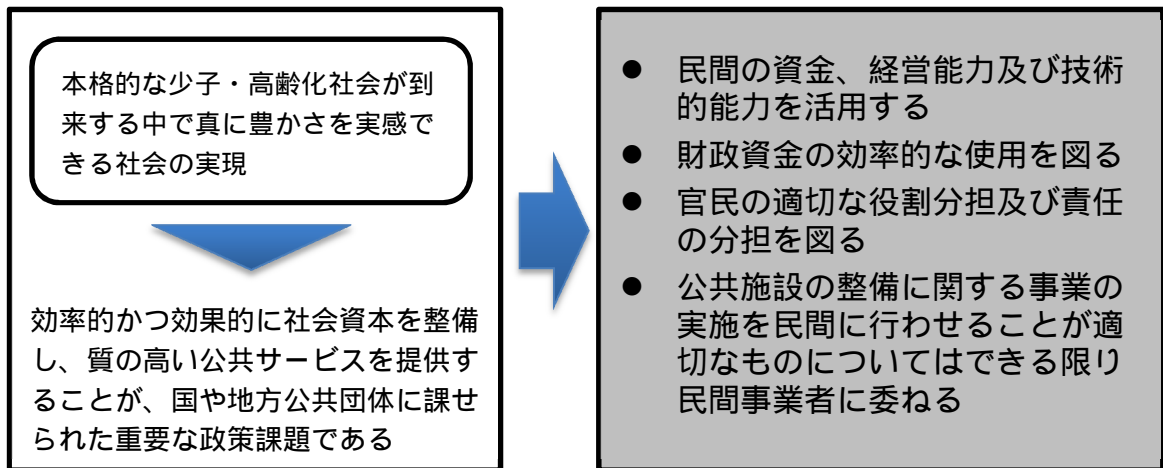 本格的な少子・高齢化社会が到
来する中で真に豊かさを実感で
きる社会の実現
効率的かつ効果的に社会資本を整備
し、質の高い公共サービスを提供す
ることが、国や地方公共団体に課せ
られた重要な政策課題である
● 民間の資金、経営能力及び技術
的能力を活用する
● 財政資金の効率的な使用を図る
● 官民の適切な役割分担及び責任
の分担を図る
● 公共施設の整備に関する事業の
実施を民間に行わせることが適
切なものについてはできる限り
民間事業者に委ねる